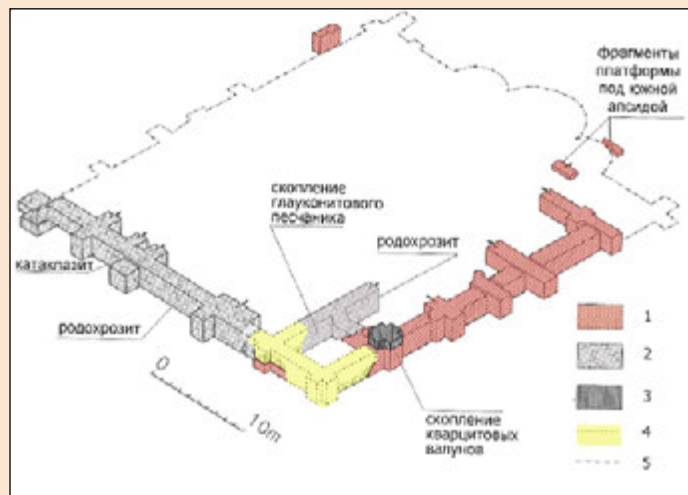 фрагменты
платформы
под южной
апсидой
скопление
глауконитового
песчаника
родохрозит
катаклазит
родохрозит
0
10m
скопление
кварцитовых
валунов
1
2
3
4
5